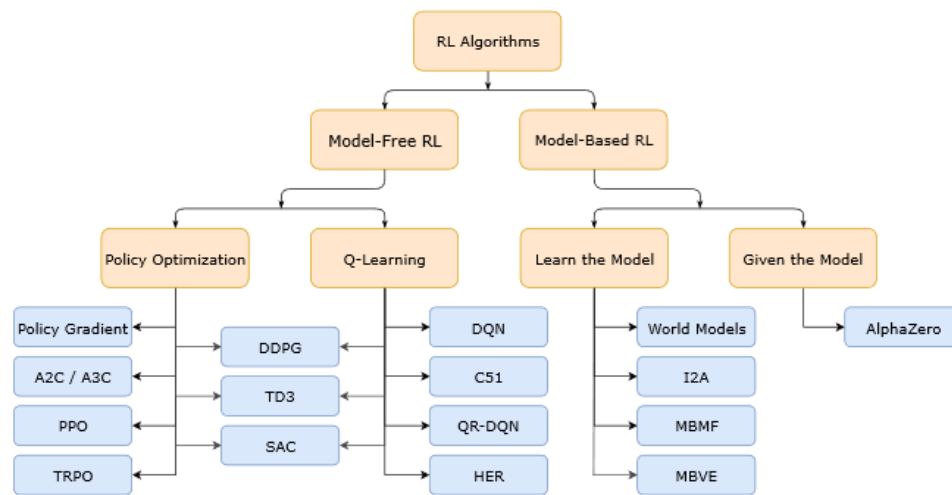 RL Algorithms
Model-Free RL
Model-Based RL
Policy Optimization
Q-Learning
Learn the Model
Given the Model
Policy Gradient
DDPG
DQN
World Models
AlphaZero
A2C / A3C
TD3
C51
I2A
PPO
SAC
QR-DQN
MBMF
TRPO
HER
MBVE